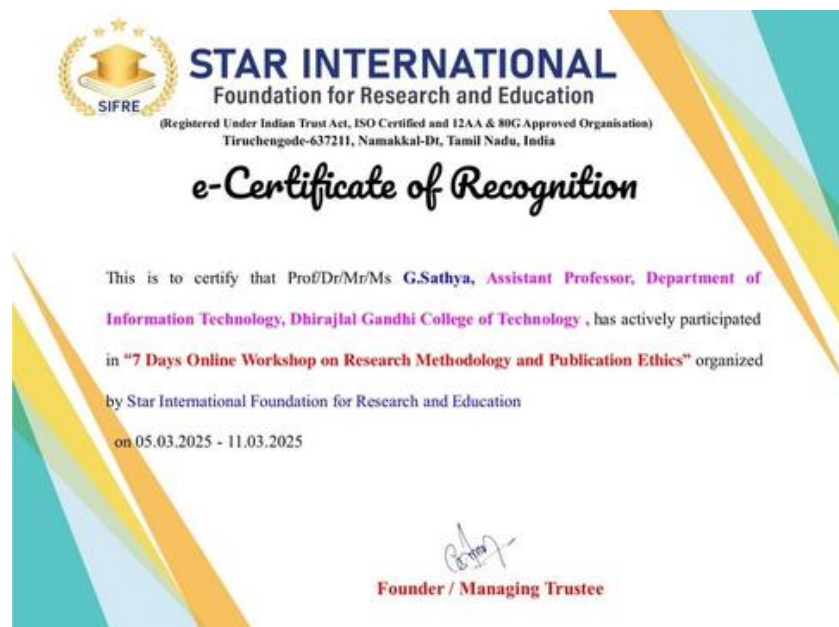 SIFRE
STAR INTERNATIONAL
Foundation for Research and Education
(Registered Under Indian Trust Act, ISO Certified and 12AA & 80G Approved Organisation)
Tiruchengode-637211, Namakkal-Dt, Tamil Nadu, India
e-Certificate of Recognition
This is to certify that Prof/Dr/Mr/Ms G.Sathya, Assistant Professor, Department of
Information Technology, Dhirajlal Gandhi College of Technology , has actively participated
in “7 Days Online Workshop on Research Methodology and Publication Ethics” organized
by Star International Foundation for Research and Education
on 05.03.2025 - 11.03.2025
Founder / Managing Trustee